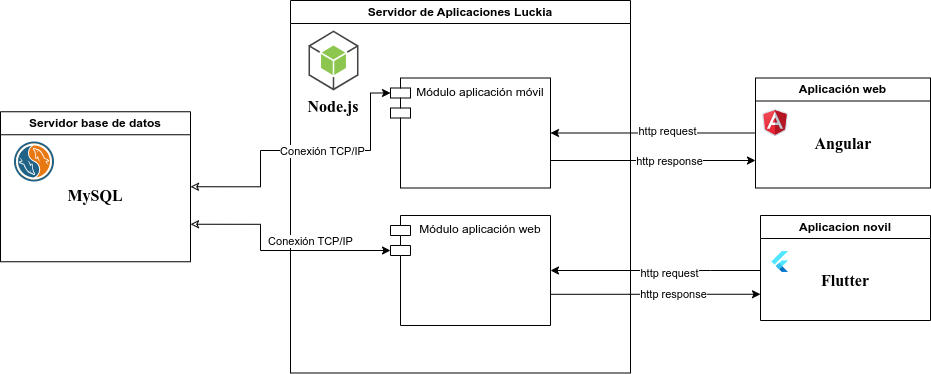 Servidor de Aplicaciones Luckia
Node.js
Módulo aplicación móvil
Aplicación web
Angular
http request
http response
Servidor base de datos
MySQL
Conexión TCP/IP
Conexión TCP/IP
Módulo aplicación web
Aplicacion novil
Flutter
http request
http response